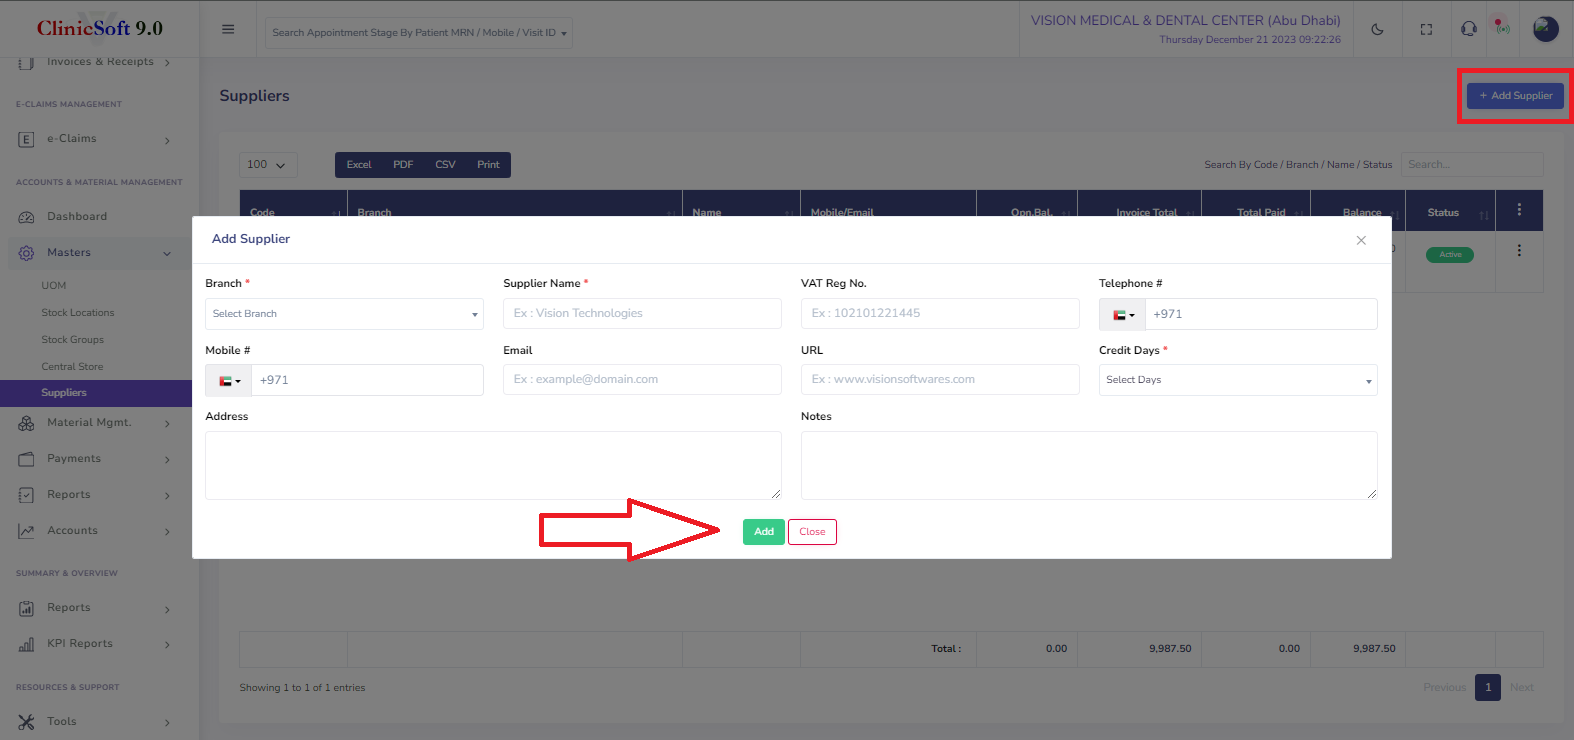 ClinicSoft 9.0
Search Appointment Stage By Patient MRN / Mobile / Visit ID
VISION MEDICAL & DENTAL CENTER (Abu Dhabi)
Thursday December 21 2023 09:22:26
Invoices & Receipts
E-CLAIMS MANAGEMENT
e-Claims
ACCOUNTS & MATERIAL MANAGEMENT
Dashboard
Masters
UOM
Stock Locations
Stock Groups
Central Store
Suppliers
Material Mgmt.
Payments
Reports
Accounts
SUMMARY & OVERVIEW
Reports
KPI Reports
RESOURCES & SUPPORT
Tools
Suppliers
+ Add Supplier
100
Excel PDF CSV Print
Search By Code / Branch / Name / Status
Search...
Code Branch Name Mobile/Email Opn.Bal. Invoice Total Total Paid Balance Status
Active
Add Supplier
Branch * Supplier Name * VAT Reg No. Telephone #
Select Branch Ex : Vision Technologies Ex : 102101221445 +971
Mobile # Email URL Credit Days *
+971 Ex : example@domain.com Ex : www.visionsoftwares.com Select Days
Address Notes
Add Close
Total : 0.00 9,987.50 0.00 9,987.50
Showing 1 to 1 of 1 entries
Previous 1 Next